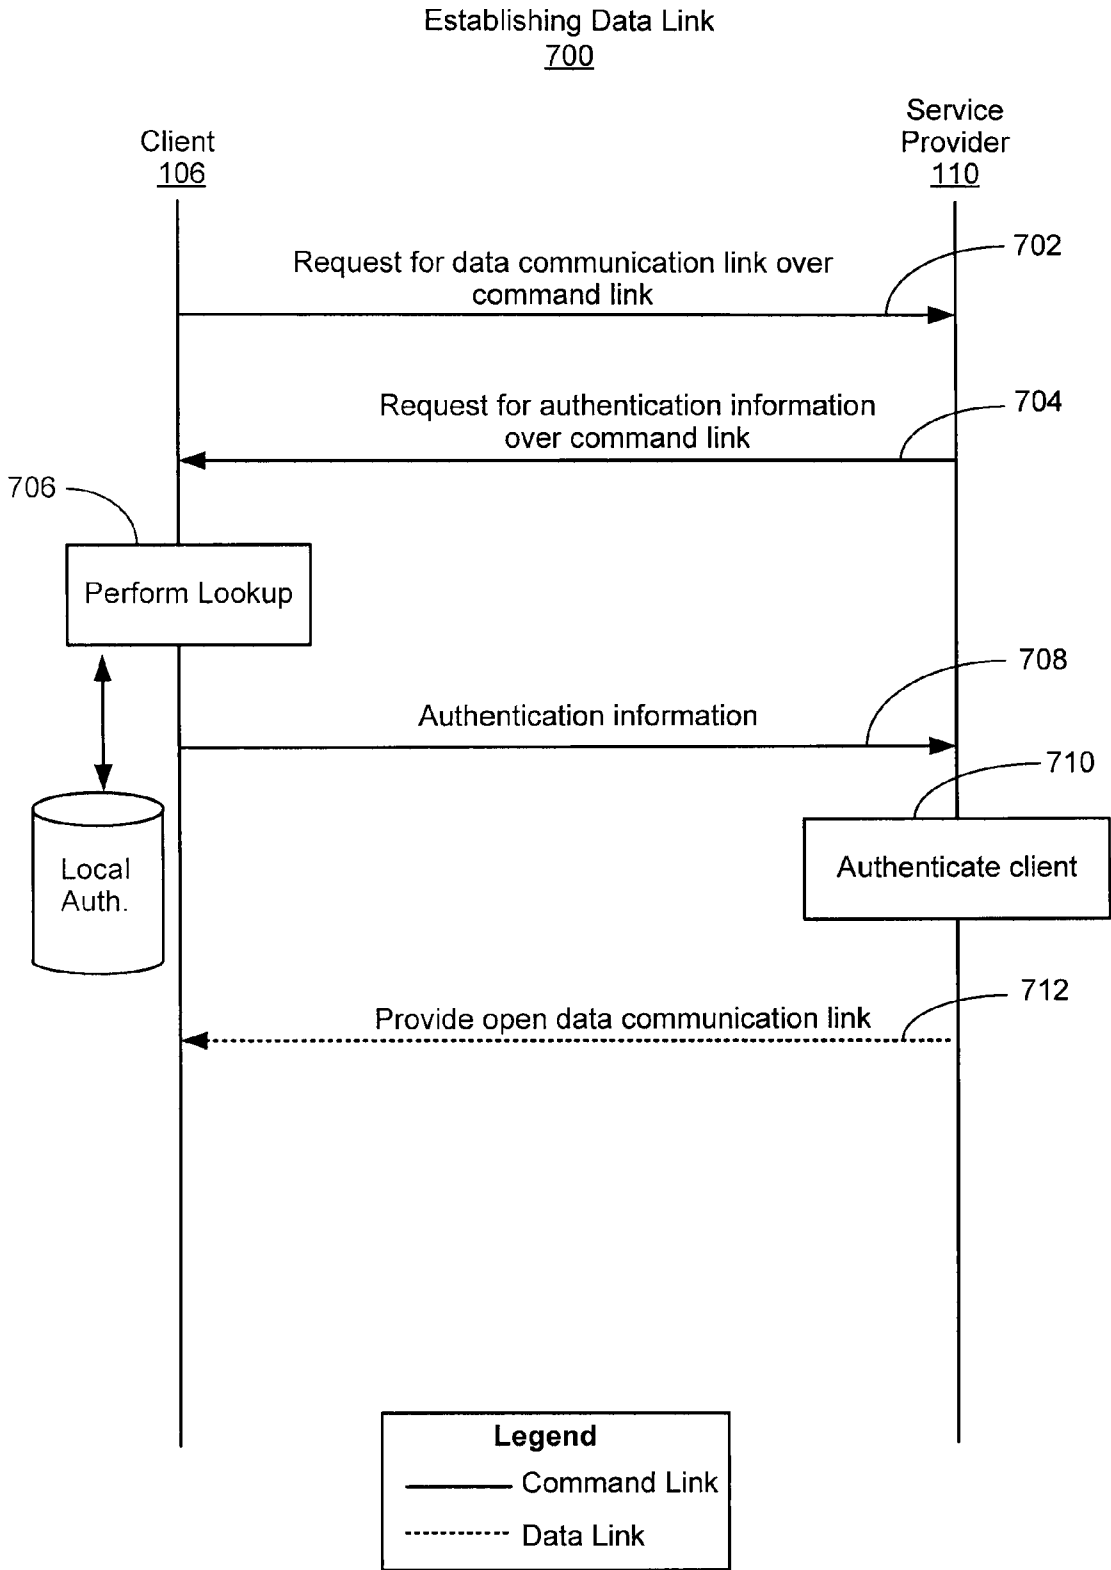 Establishing Data Link
700
Client
106
Service
Provider
110
702
Request for data communication link over
command link
704
Request for authentication information
over command link
706
Perform Lookup
708
Authentication information
710
Local
Auth.
Authenticate client
712
Provide open data communication link
Legend
Command Link
Data Link